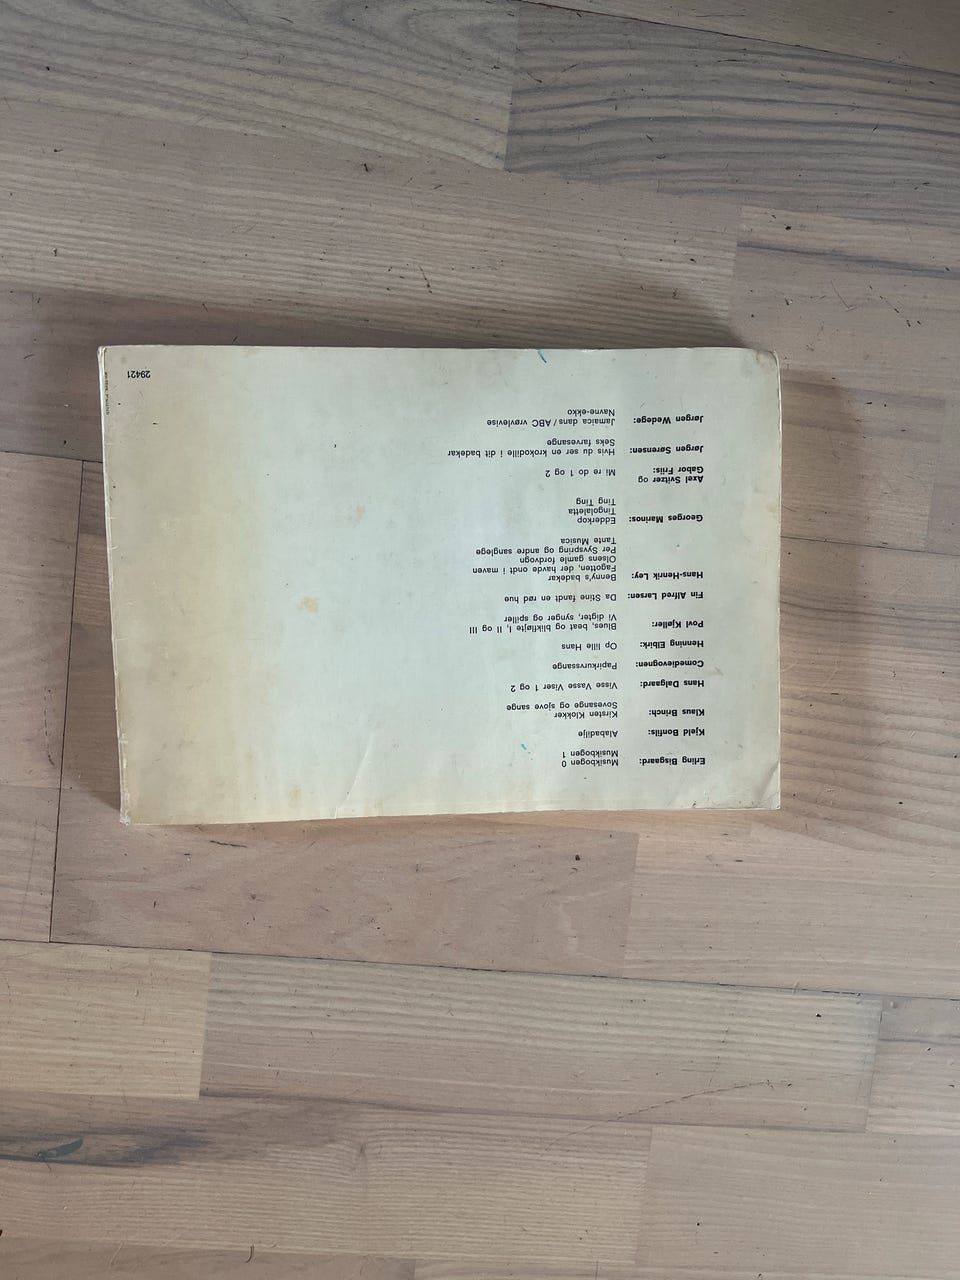 Erling Bisgaard: Musikbogen 0
Musikbogen 1
Kjeld Bonfils: Alabadilje
Klaus Brinch: Kirsten Klokker
Sovesange og sjove sange
Hans Dalgaard: Visse Vasse Viser 1 og 2
Comedievognen: Papirkurvssange
Henning Elbirk: Op lille Hans
Povl Kjøller: Blues, beat og blikfløjte I, II og III
Vi digter, synger og spiller
Fin Alfred Larsen: Da Stine fandt en rød hue
Hans-Henrik Ley: Benny's badekar
Fagotten, der havde ondt i maven
Olsens gamle fordvogn
Per Syvspring og andre sanglege
Tante Musica
Georges Marinos: Edderkop
Tingolaletta
Ting Ting
Axel Svitzer og
Gabor Friis: Mi re do 1 og 2
Jørgen Sørensen: Hvis du ser en krokodille i dit badekar
Seks farvesange
Jørgen Wedege: Jamaica dans / ABC vrøvlevise
Navne-ekko
29421